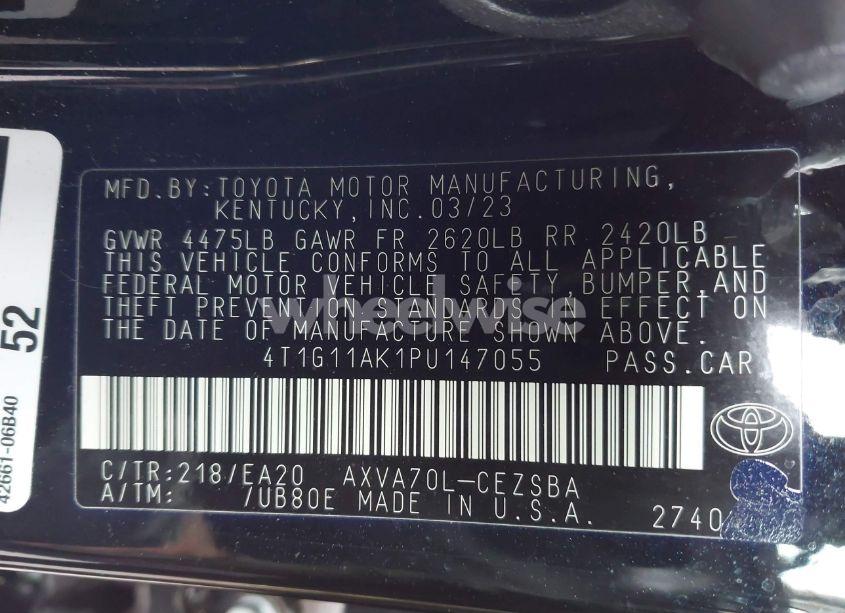 MFD. BY: TOYOTA MOTOR MANUFACTURING,
KENTUCKY, INC. 03/23
GVWR 4475LB GAWR FR 2620LB RR 2420LB
THIS VEHICLE CONFORMS TO ALL APPLICABLE
FEDERAL MOTOR VEHICLE SAFETY, BUMPER, AND
THEFT PREVENTION STANDARDS IN EFFECT ON
THE DATE OF MANUFACTURE SHOWN ABOVE.
4T1G11AK1PU147055 PASS.CAR
C/TR:218/EA20 AXVA70L-CEZSBA
A/TM: /UB80E MADE IN U.S.A. 2740
wheelwise
52
42661-06B40